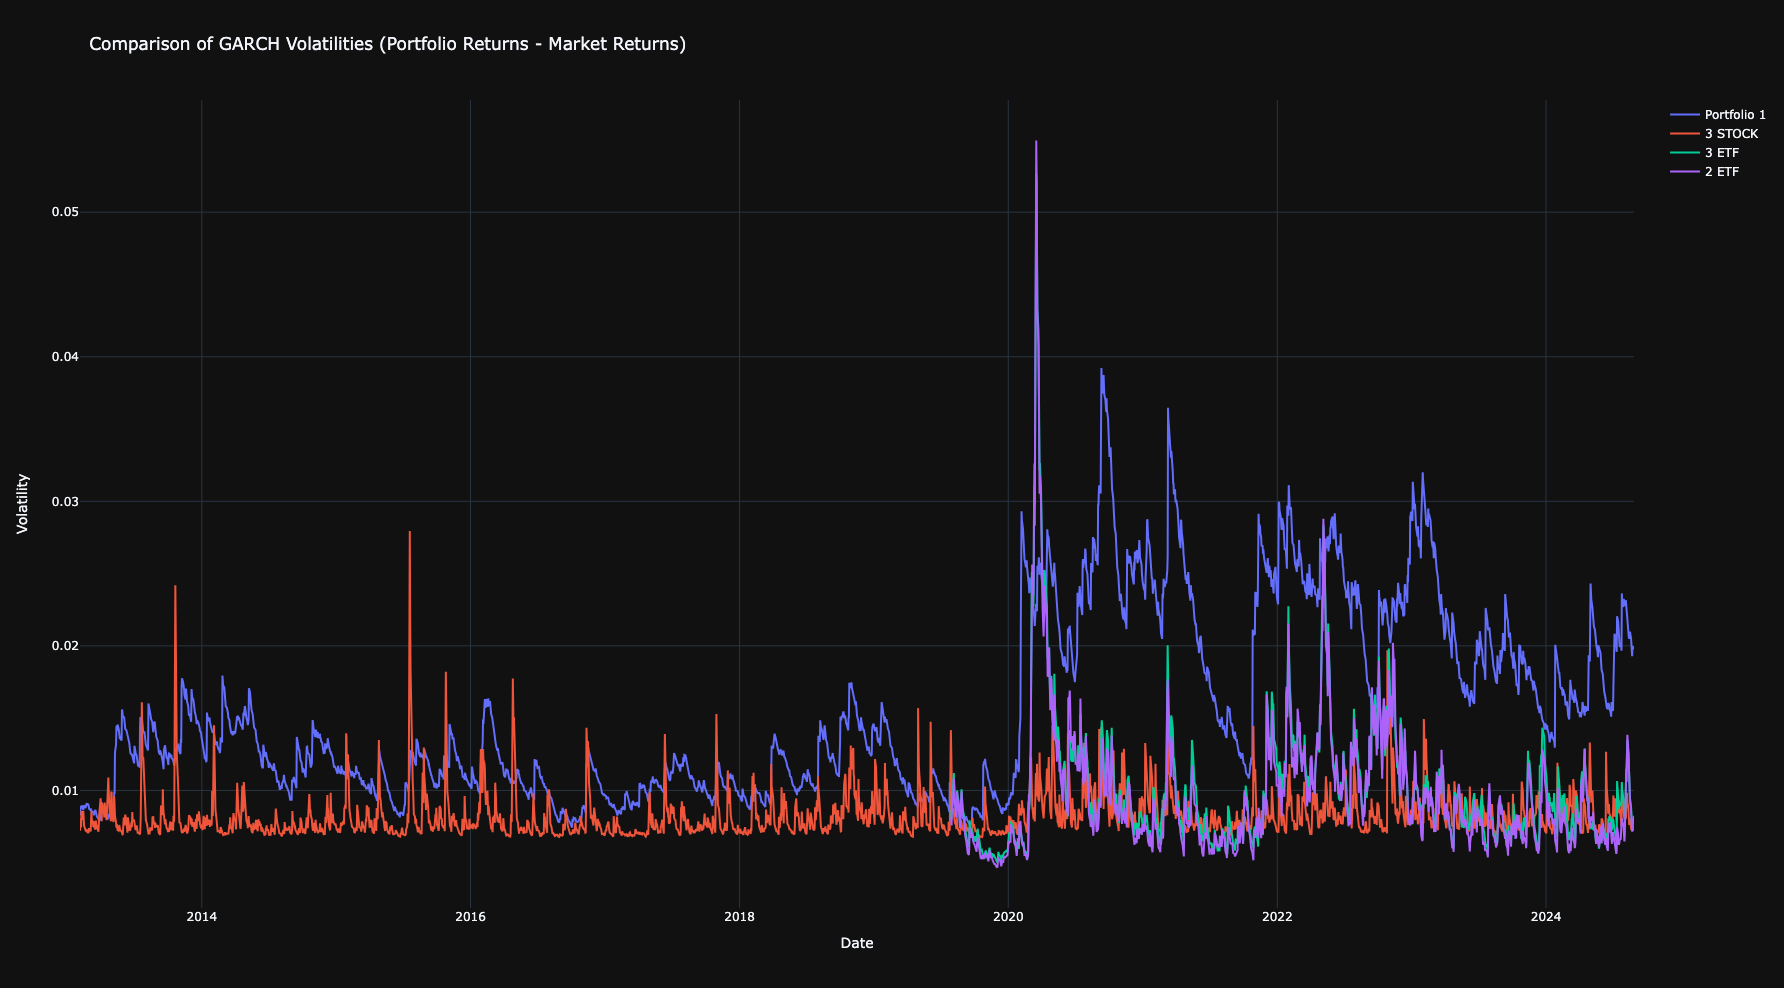 Comparison of GARCH Volatilities (Portfolio Returns - Market Returns)
Portfolio 1
3 STOCK
3 ETF
2 ETF
Volatility
0.05
0.04
0.03
0.02
0.01
2014
2016
2018
2020
2022
2024
Date